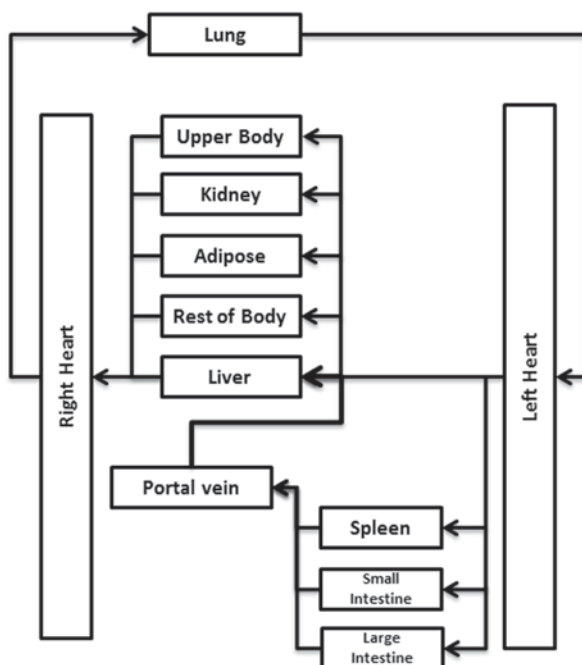 Lung
Upper Body
Kidney
Adipose
Rest of Body
Liver
Right Heart
Left Heart
Portal vein
Spleen
Small
Intestine
Large
Intestine